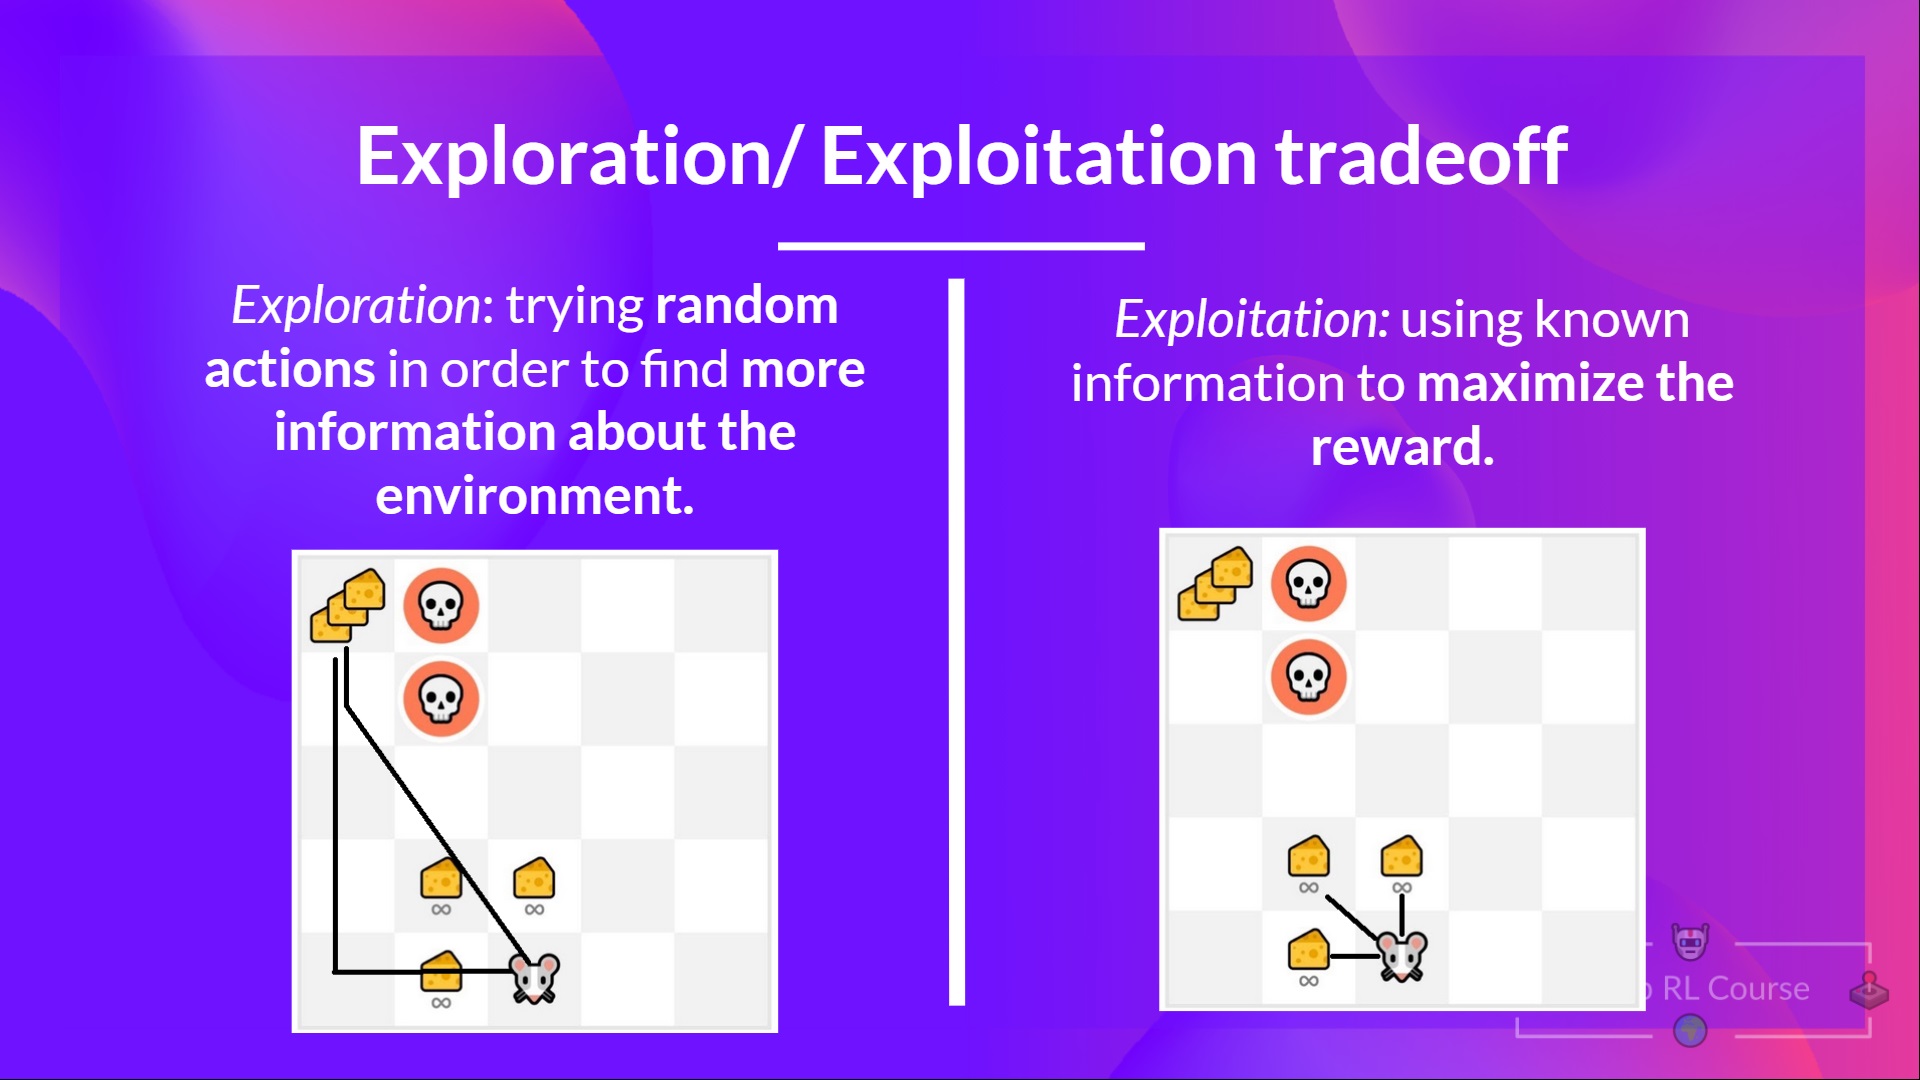 Exploration/ Exploitation tradeoff
Exploration: trying random
actions in order to find more
information about the
environment.
Exploitation: using known
information to maximize the
reward.
∞ ∞
∞
∞ ∞
∞
RL Course